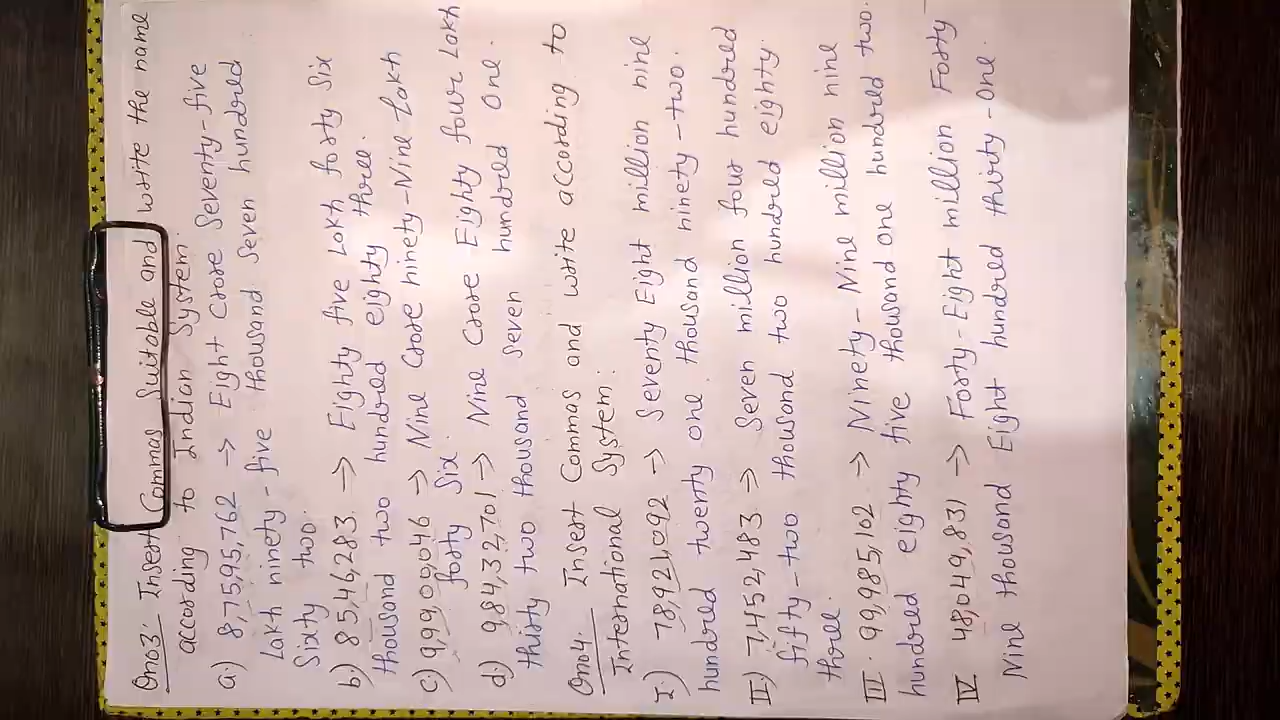 Qno3: Insert Commas Suitable and write the name
according to Indian System.
a.) 8,75,95,762 → Eight Crore Seventy-five
Lakh ninety-five thousand Seven hundred
Sixty two.
b) 85,46,283 → Eighty five Lakh forty Six
thousand two hundred eighty three.
c) 9,99,00,046 → Nine Crore ninety-Nine Lakh
forty Six.
d) 9,84,32,701 → Nine Crore Eighty four Lakh
thirty two thousand seven hundred One.
Qno4. Insert Commas and write according to
International System:
I.) 78,921,092 → Seventy Eight million nine
hundred twenty one thousand ninety-two.
II.) 7,452,483 → Seven million four hundred
fifty-two thousand two hundred eighty
three.
III. 99,985,102 → Ninety-Nine million nine
hundred eighty five thousand one hundred two.
IV 48,049,831 → Forty-Eight million Forty
Nine thousand Eight hundred thirty-One.